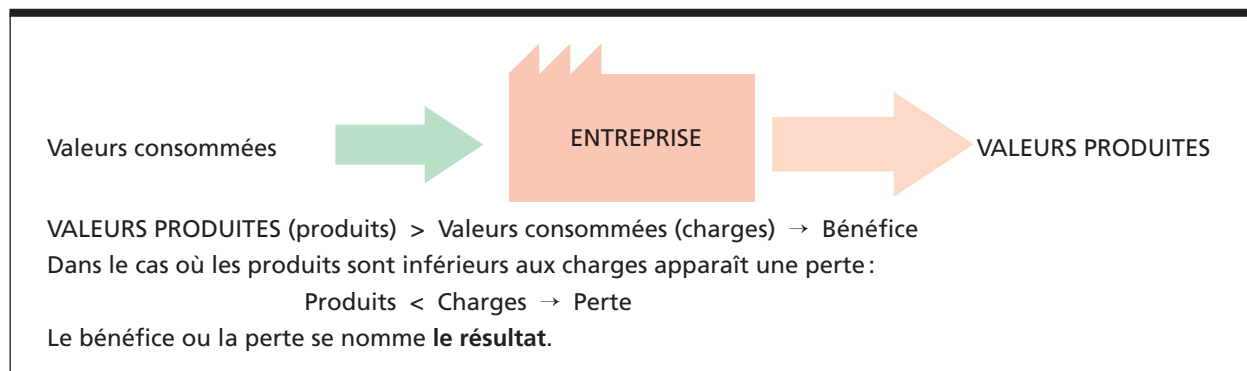 Valeurs consommées
ENTREPRISE
VALEURS PRODUITES
VALEURS PRODUITES (produits) > Valeurs consommées (charges) → Bénéfice
Dans le cas où les produits sont inférieurs aux charges apparaît une perte :
Produits < Charges → Perte
Le bénéfice ou la perte se nomme le résultat.